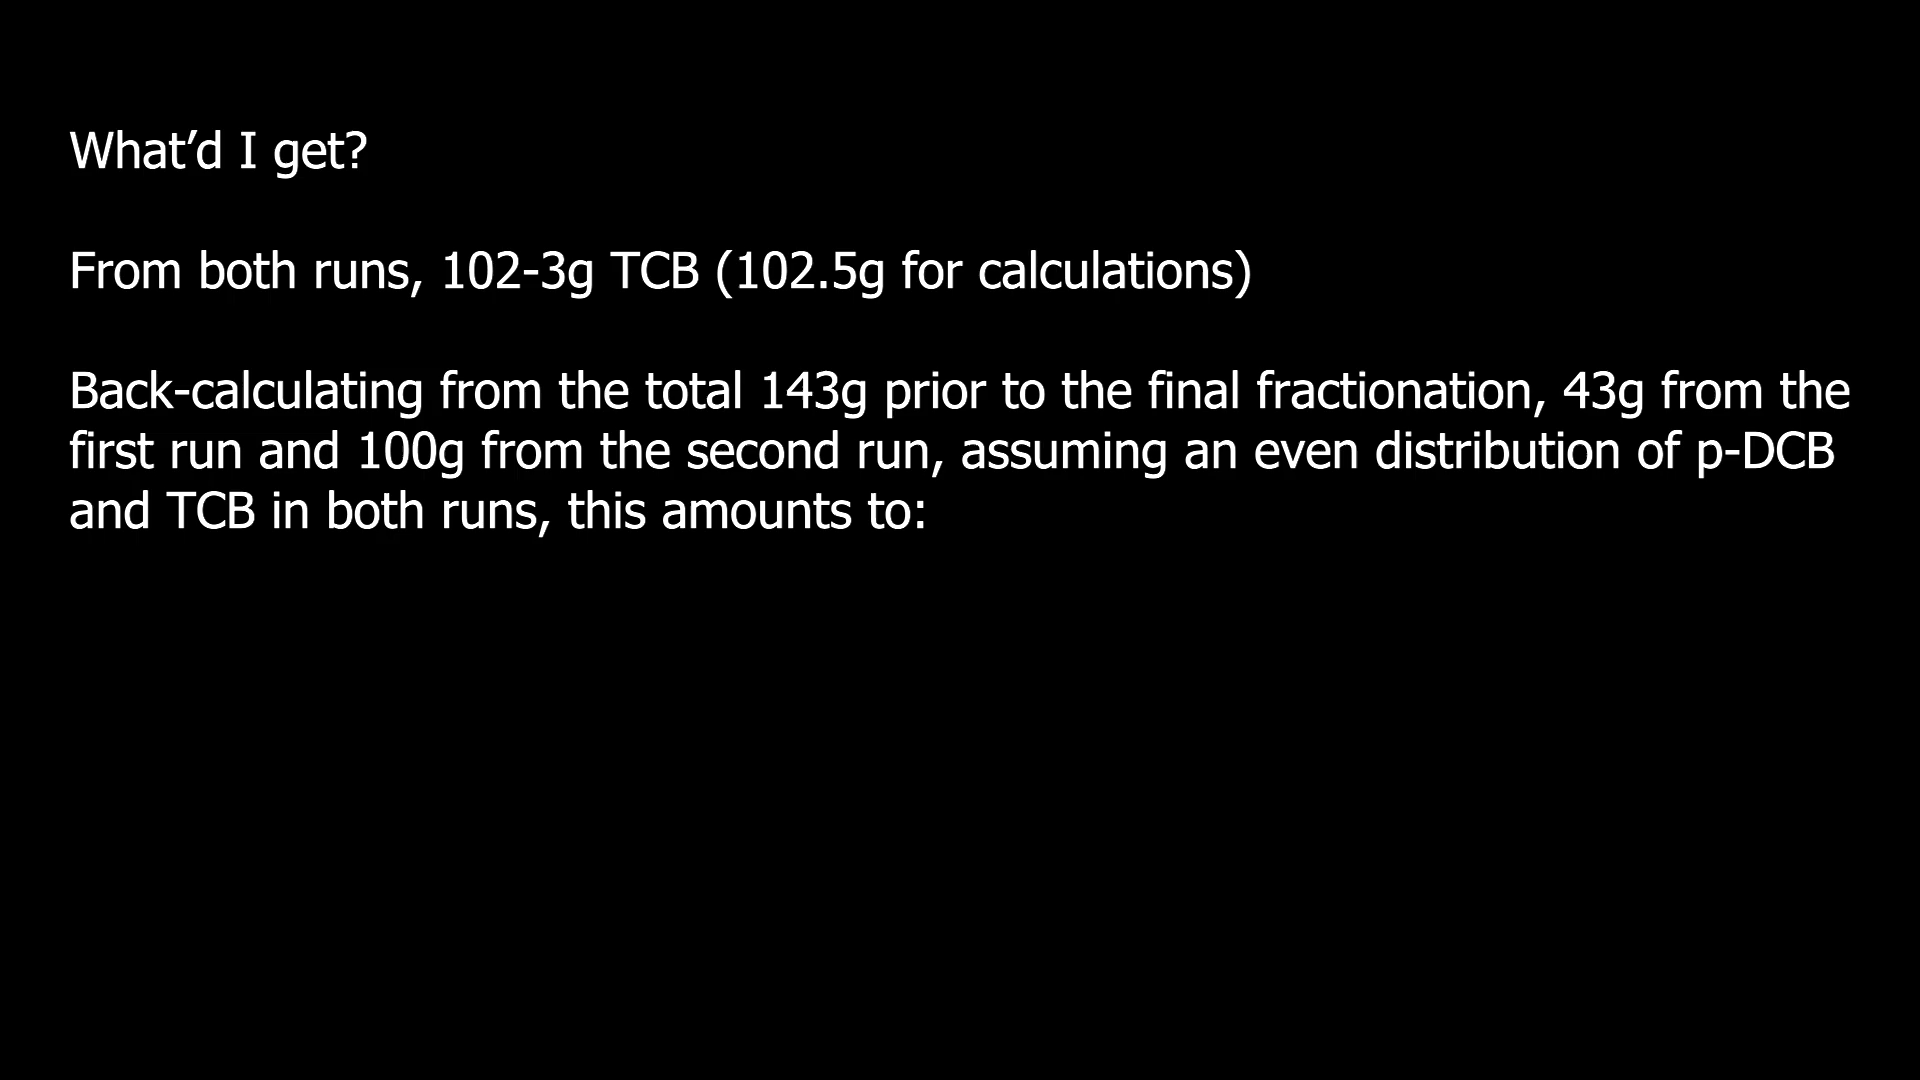 What’d I get?
From both runs, 102-3g TCB (102.5g for calculations)
Back-calculating from the total 143g prior to the final fractionation, 43g from the
first run and 100g from the second run, assuming an even distribution of p-DCB
and TCB in both runs, this amounts to: